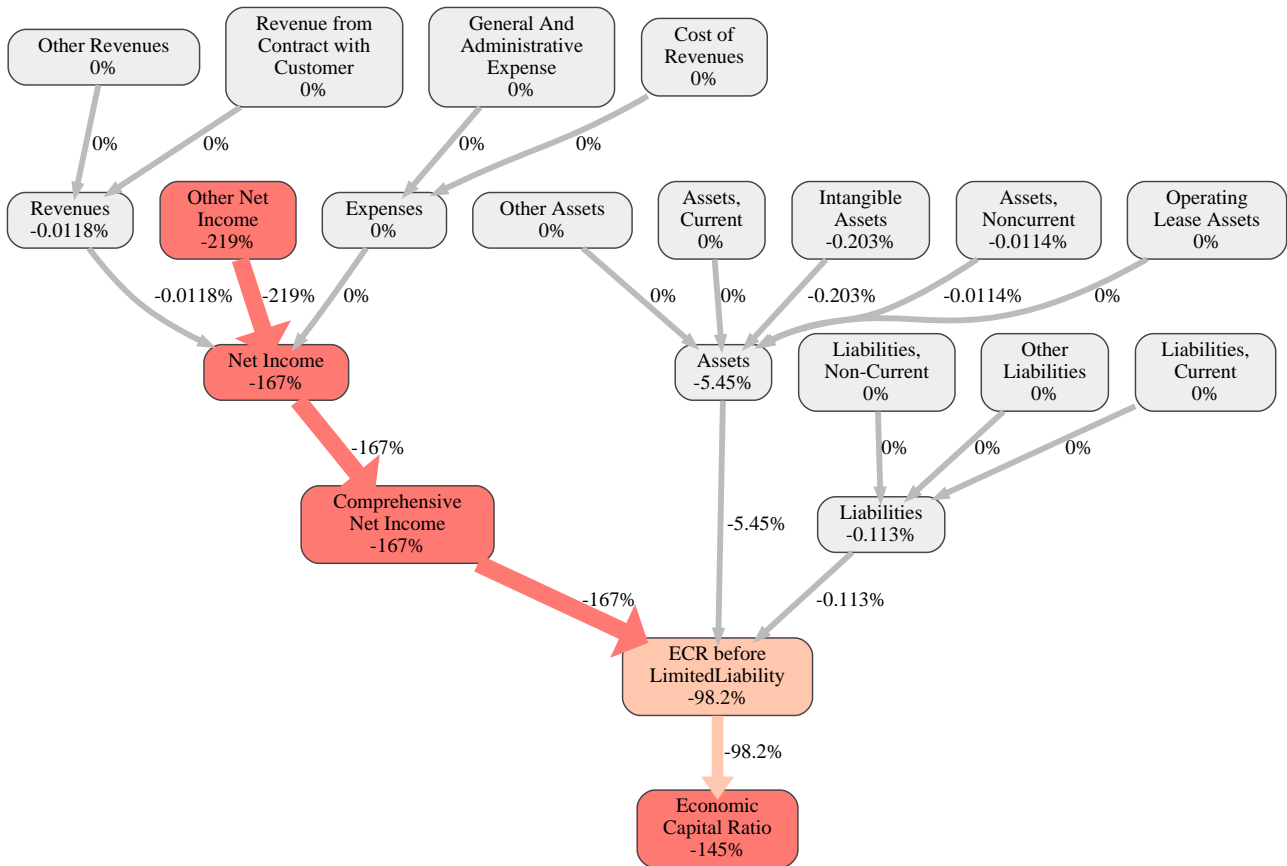 Other Revenues
0%
Revenue from
Contract with
Customer
0%
General And
Administrative
Expense
0%
Cost of
Revenues
0%
0%
0%
0%
0%
Revenues
-0.0118%
Other Net
Income
-219%
Expenses
0%
Other Assets
0%
Assets,
Current
0%
Intangible
Assets
-0.203%
Assets,
Noncurrent
-0.0114%
Operating
Lease Assets
0%
-0.0118%
-219%
0%
0%
0%
-0.203%
-0.0114%
0%
Net Income
-167%
Assets
-5.45%
Liabilities,
Non-Current
0%
Other
Liabilities
0%
Liabilities,
Current
0%
-167%
0%
0%
0%
Comprehensive
Net Income
-167%
-5.45%
Liabilities
-0.113%
-167%
-0.113%
ECR before
LimitedLiability
-98.2%
-98.2%
Economic
Capital Ratio
-145%